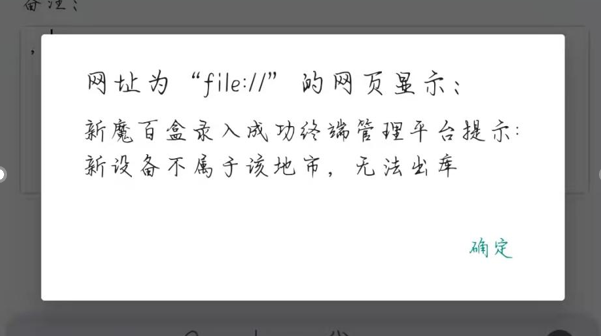 备注：
网址为“file://”的网页显示：
新魔百盒录入成功终端管理平台提示:
新设备不属于该地市，无法出库
确定